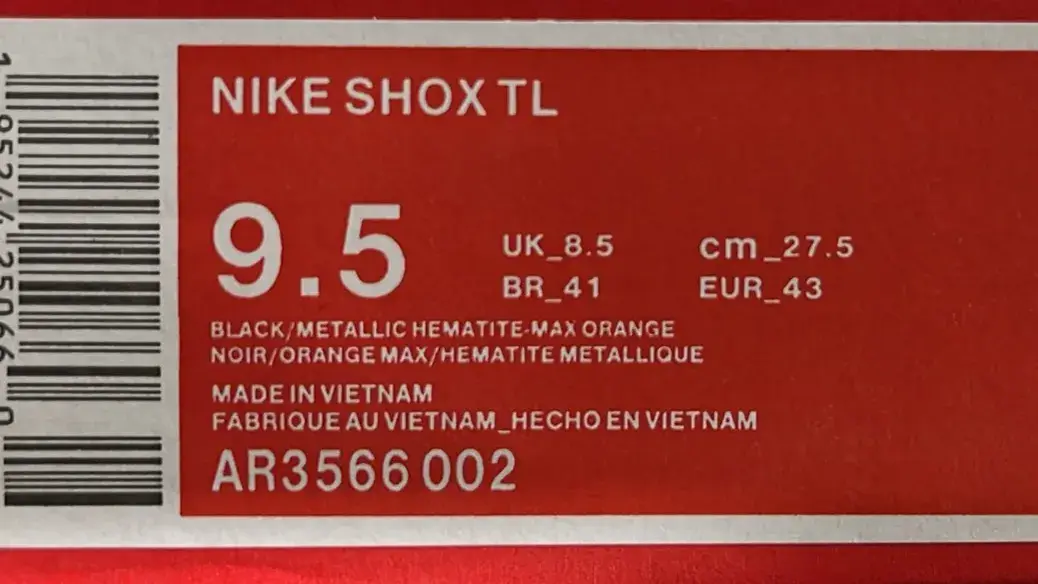 NIKE SHOX TL
9.5
UK_8.5 cm_27.5
BR_41 EUR_43
BLACK/METALLIC HEMATITE-MAX ORANGE
NOIR/ORANGE MAX/HEMATITE METALLIQUE
MADE IN VIETNAM
FABRIQUE AU VIETNAM_HECHO EN VIETNAM
AR3566 002